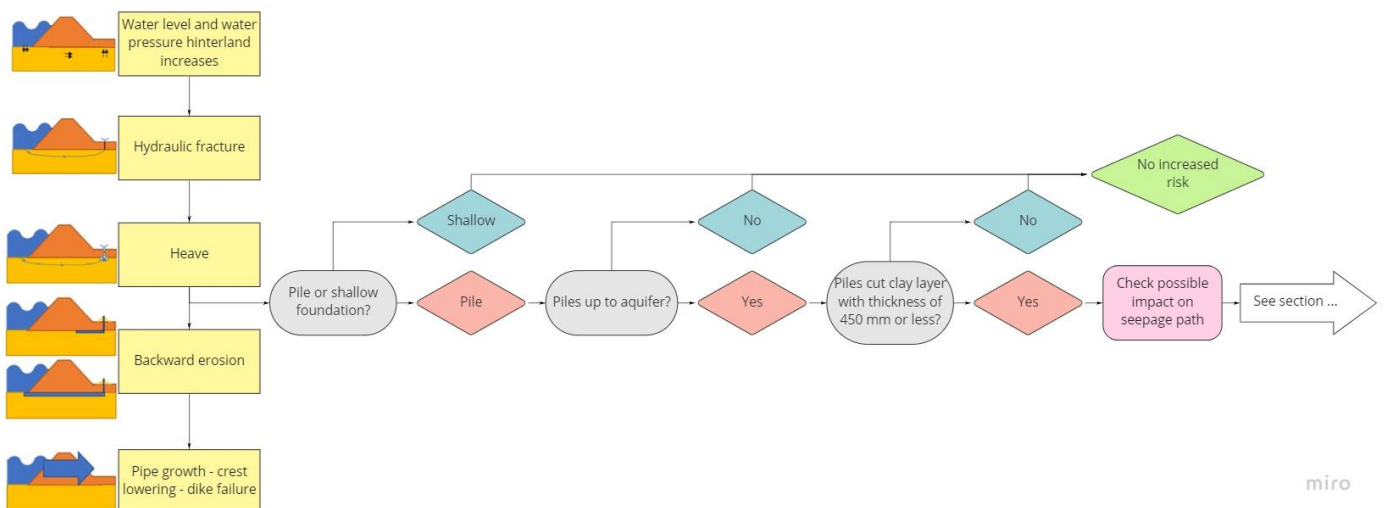 Water level and water
pressure hinterland
increases
Hydraulic fracture
Heave
Backward erosion
Pipe growth - crest
lowering - dike failure
Pile or shallow
foundation?
Shallow
Pile
Piles up to aquifer?
No
Yes
Piles cut clay layer
with thickness of
450 mm or less?
No
Yes
No increased
risk
Check possible
impact on
seepage path
See section ...
miro